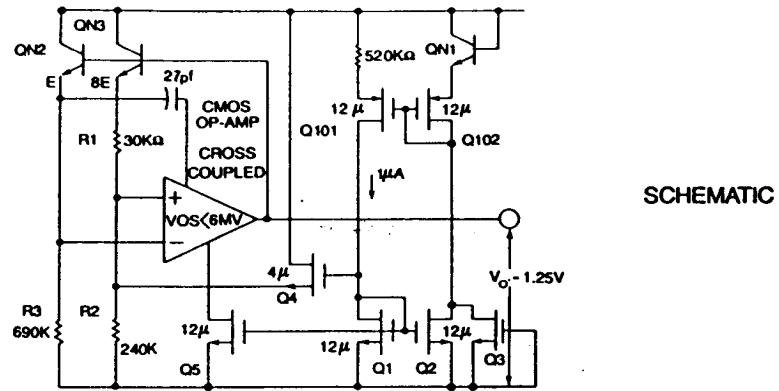 QN3
QN2
QN1
520KΩ
E
8E
27pf
CMOS
OP-AMP
12μ
12μ
Q101
Q102
R1
30KΩ
CROSS
COUPLED
1μA
SCHEMATIC
+
VOS<6MV
−
4μ
Q4
VO - 1.25V
R3
690K
R2
240K
12μ
Q5
12μ
Q1
Q2
12μ
Q3